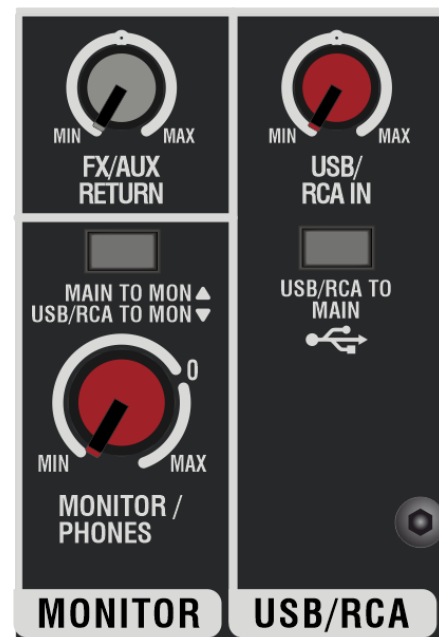 MIN MAX
FX/AUX
RETURN
MAIN TO MON▲
USB/RCA TO MON▼
0
MIN MAX
MONITOR /
PHONES
MONITOR
MIN MAX
USB/
RCA IN
USB/RCA TO
MAIN
USB/RCA